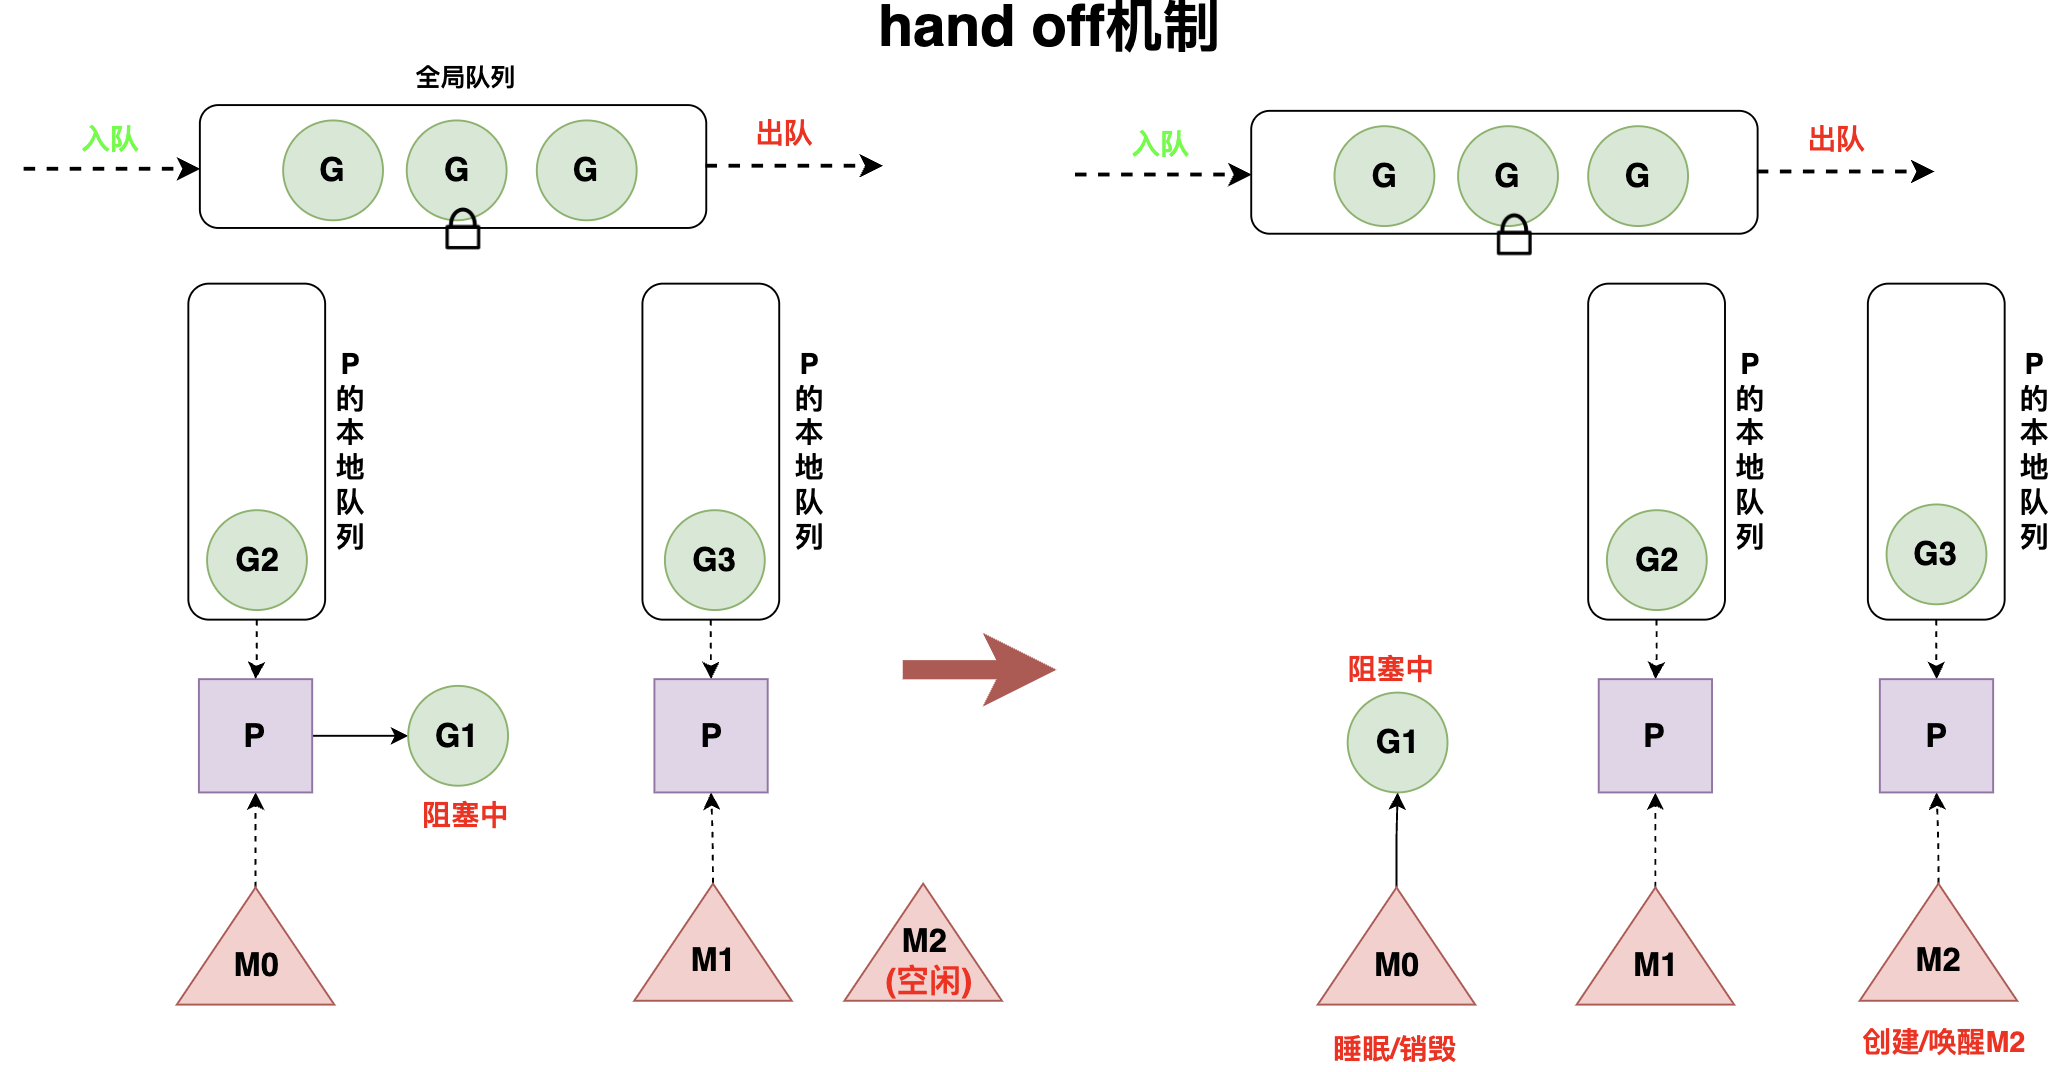 hand off机制
全局队列
入队
G
G
G
出队
入队
G
G
G
出队
P的本地队列
P的本地队列
P的本地队列
P的本地队列
G2
G3
G2
G3
P
G1
阻塞中
P
阻塞中
G1
P
P
M0
M1
M2
(空闲)
M0
睡眠/销毁
M1
M2
创建/唤醒M2